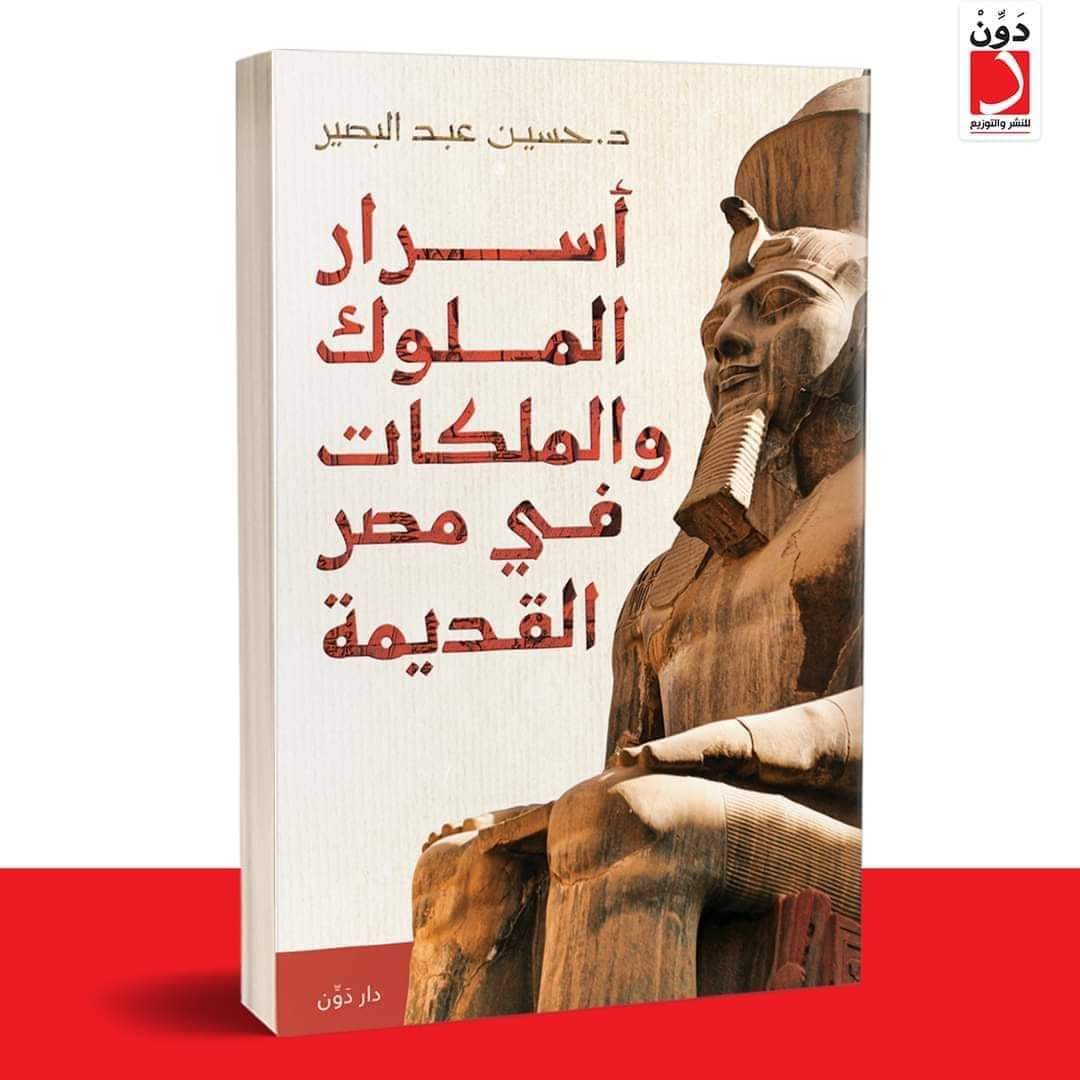 دَوِّنْ
للنشر والتوزيع
د. حسين عبد البصير
أسرار
الملوك
والملكات
في مصر
القديمة
دار دَوِّن